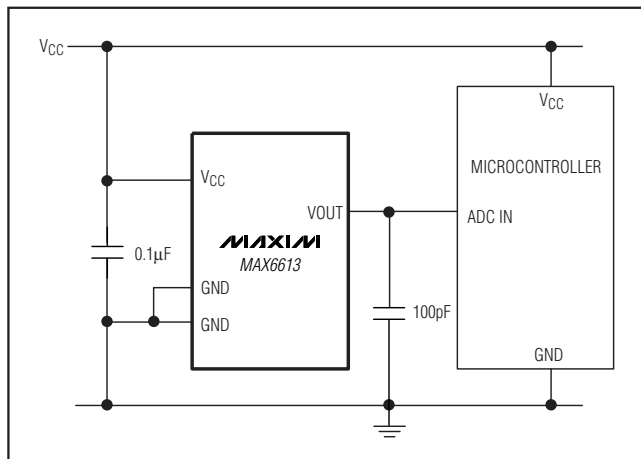 VCC
VCC
MICROCONTROLLER
VCC
VOUT
ADC IN
MAXIM
MAX6613
0.1μF
GND
GND
100pF
GND